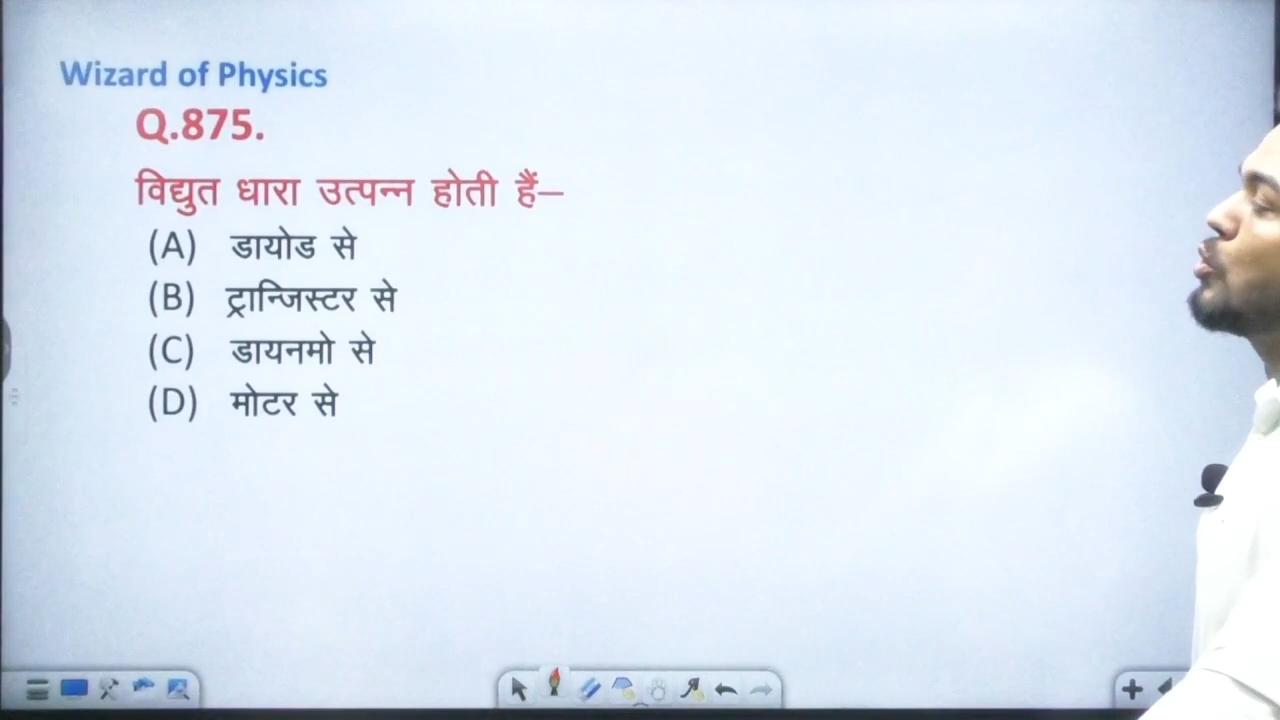 Wizard of Physics
Q.875.
विद्युत धारा उत्पन्न होती हैं–
(A) डायोड से
(B) ट्रान्जिस्टर से
(C) डायनमो से
(D) मोटर से